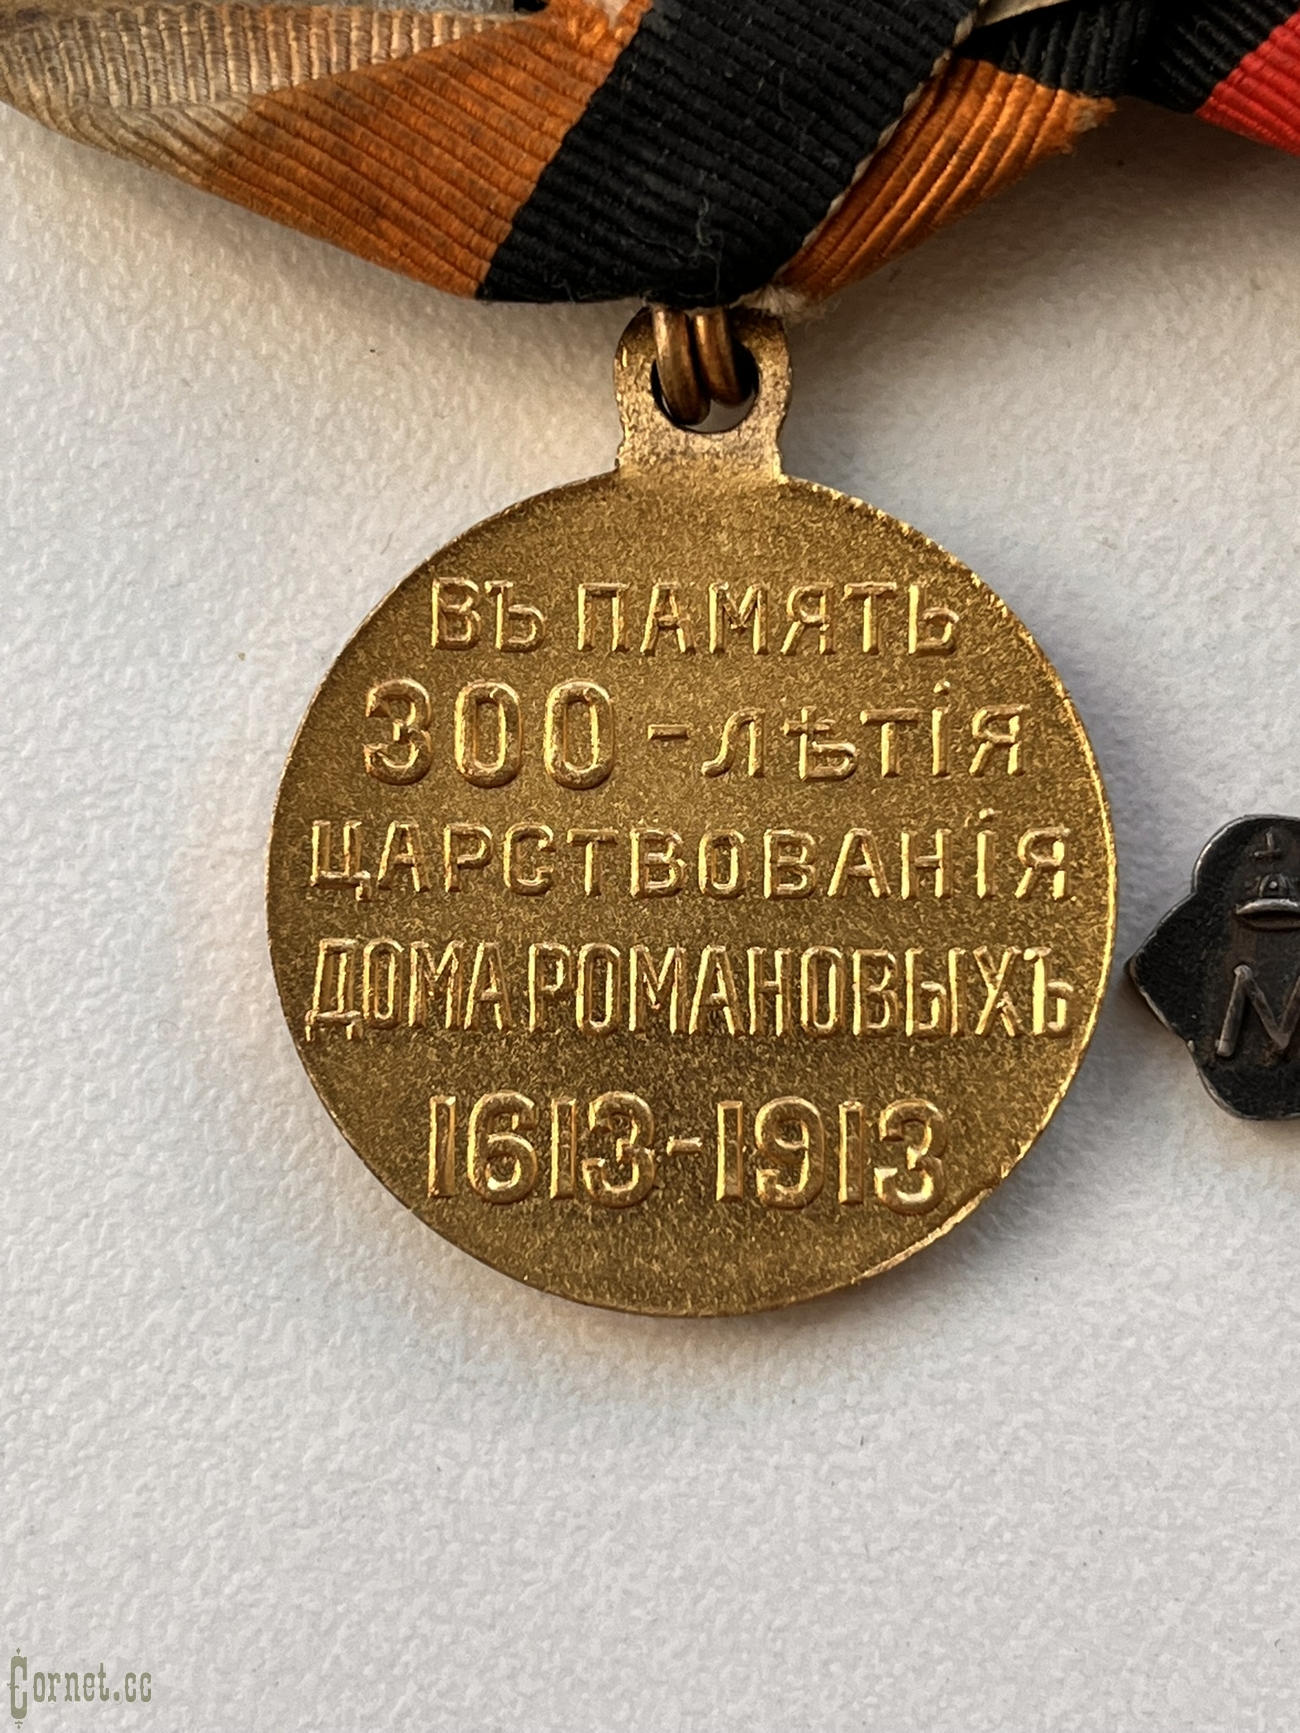 ВЪ ПАМЯТЬ
300-ЛѢТІЯ
ЦАРСТВОВАНІЯ
ДОМА РОМАНОВЫХЪ
1613-1913
N
Cornet.cc